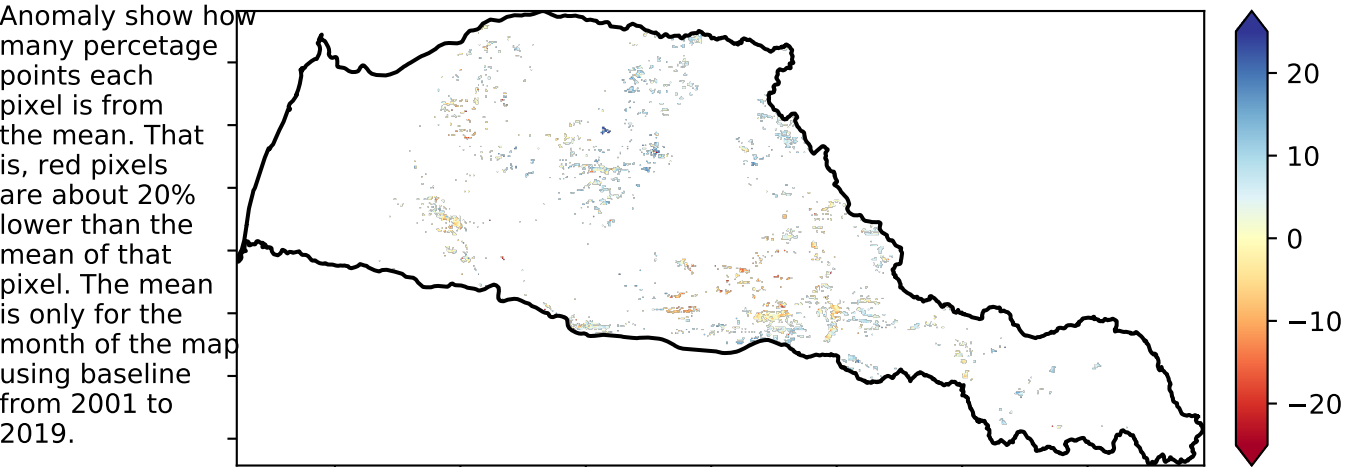 Anomaly show how
many percetage
points each
pixel is from
the mean. That
is, red pixels
are about 20%
lower than the
mean of that
pixel. The mean
is only for the
month of the map
using baseline
from 2001 to
2019.
20
10
0
−10
−20